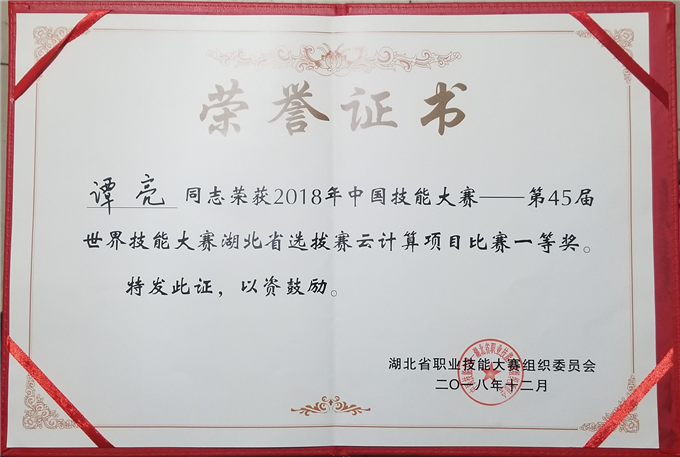 荣誉证书
谭亮 同志荣获2018年中国技能大赛——第45届
世界技能大赛湖北省选拔赛云计算项目比赛一等奖。
特发此证，以资鼓励。
湖北省职业技能大赛组织委员会
二〇一八年十二月